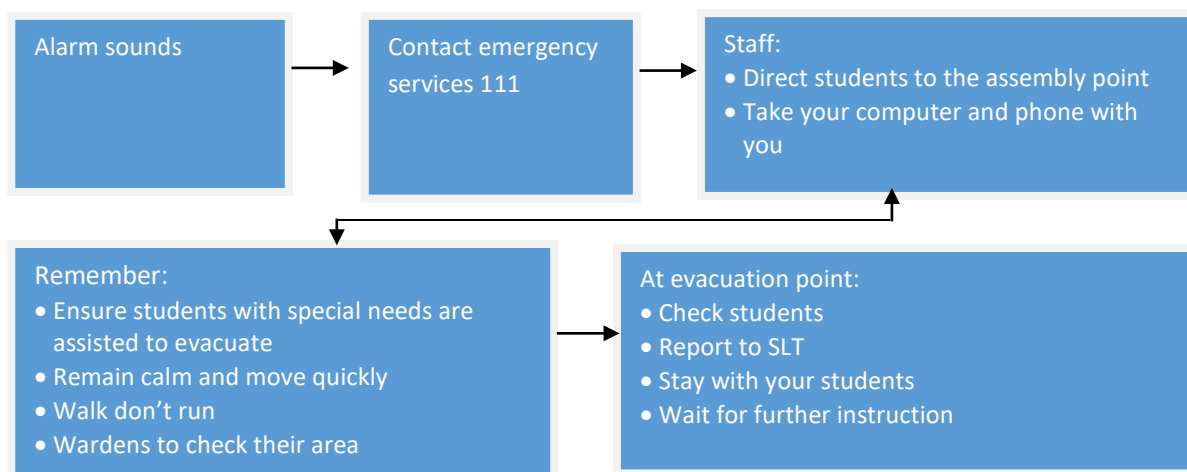 Alarm sounds
Contact emergency
services 111
Staff:
• Direct students to the assembly point
• Take your computer and phone with
you
Remember:
• Ensure students with special needs are
assisted to evacuate
• Remain calm and move quickly
• Walk don’t run
• Wardens to check their area
At evacuation point:
• Check students
• Report to SLT
• Stay with your students
• Wait for further instruction